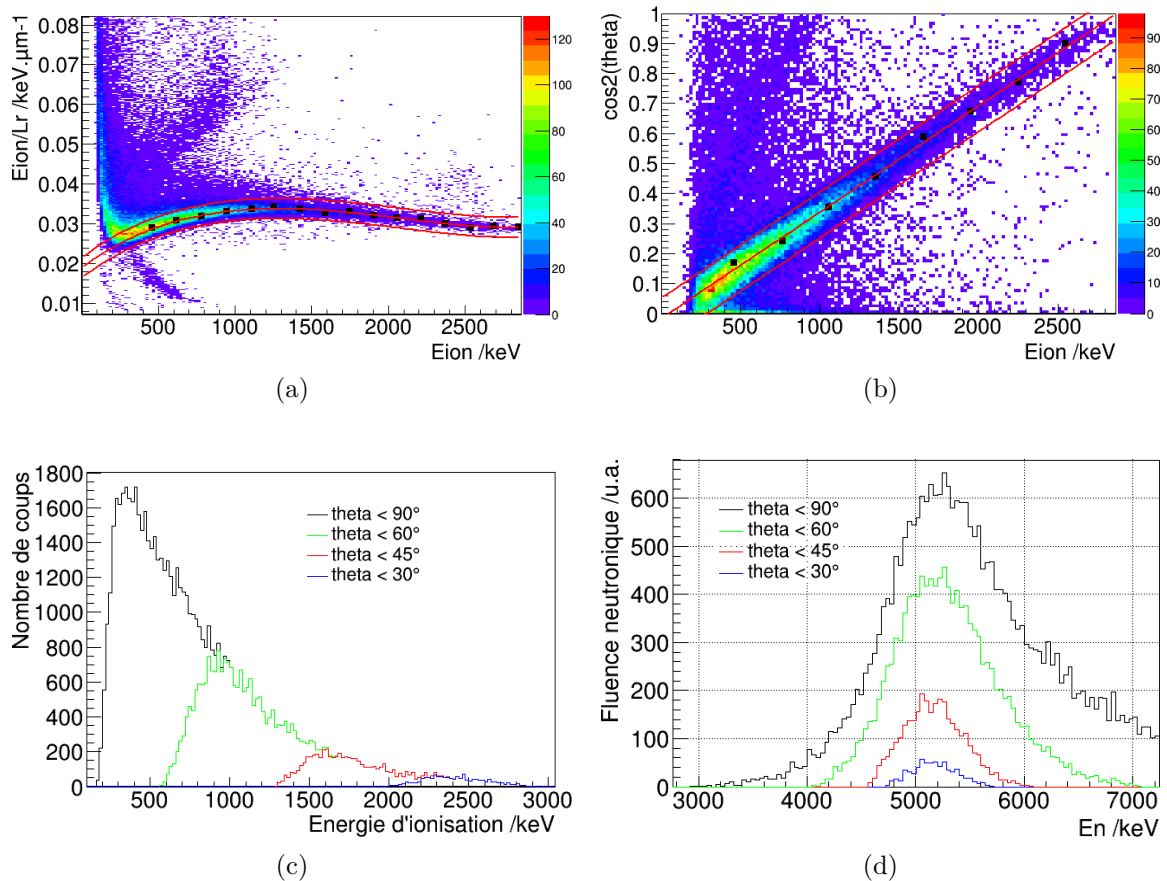 Eion/Lr /keV.µm-1
0.08
0.07
0.06
0.05
0.04
0.03
0.02
0.01
500 1000 1500 2000 2500
Eion /keV
120
100
80
60
40
20
0
(a)
cos2(theta)
1
0.9
0.8
0.7
0.6
0.5
0.4
0.3
0.2
0.1
0
500 1000 1500 2000 2500
Eion /keV
90
80
70
60
50
40
30
20
10
0
(b)
Nombre de coups
1800
1600
1400
1200
1000
800
600
400
200
0
theta < 90°
theta < 60°
theta < 45°
theta < 30°
500 1000 1500 2000 2500 3000
Energie d'ionisation /keV
(c)
Fluence neutronique /u.a.
600
500
400
300
200
100
0
theta < 90°
theta < 60°
theta < 45°
theta < 30°
3000 4000 5000 6000 7000
En /keV
(d)